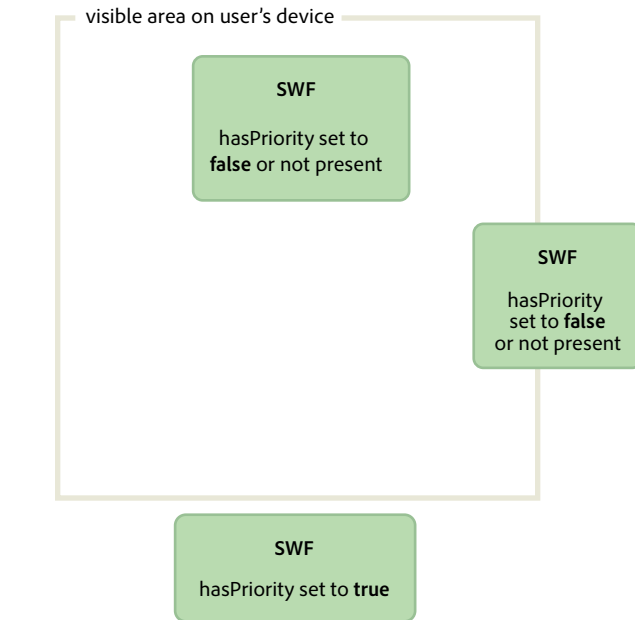 visible area on user’s device
SWF
hasPriority set to
false or not present
SWF
hasPriority
set to false
or not present
SWF
hasPriority set to true